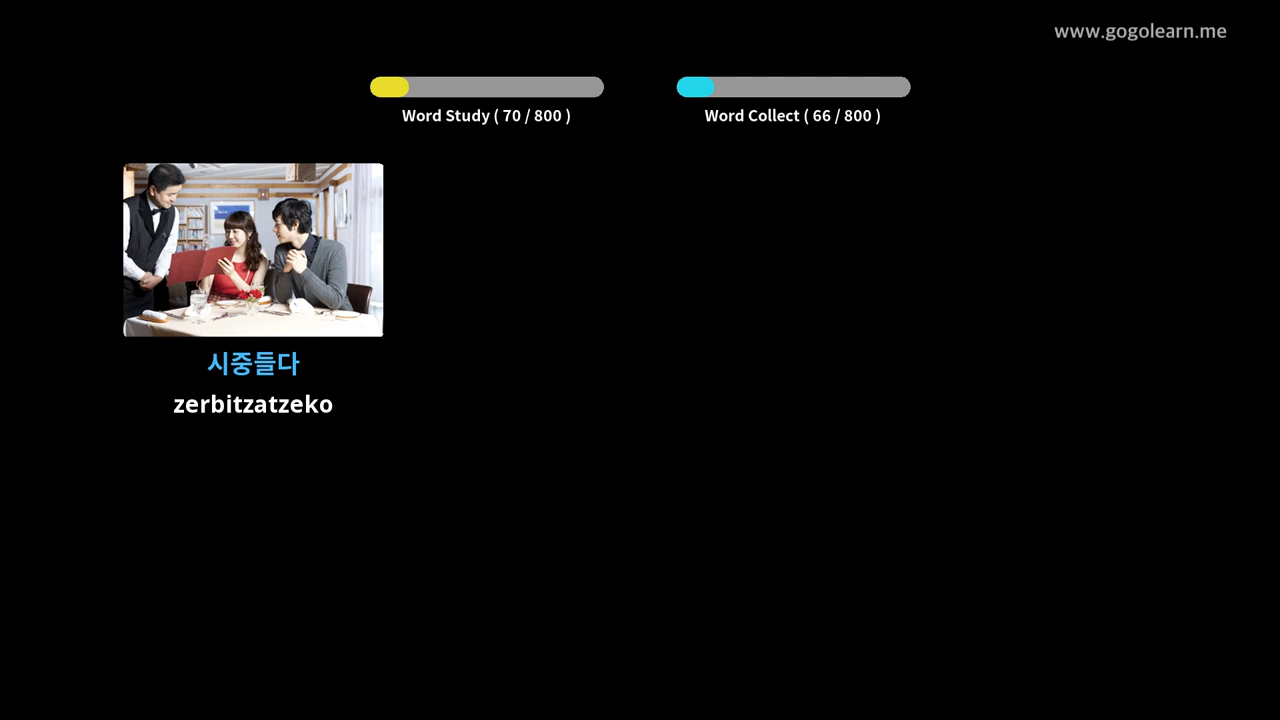 www.gogolearn.me
Word Study ( 70 / 800 )
Word Collect ( 66 / 800 )
시중들다
zerbitzatzeko